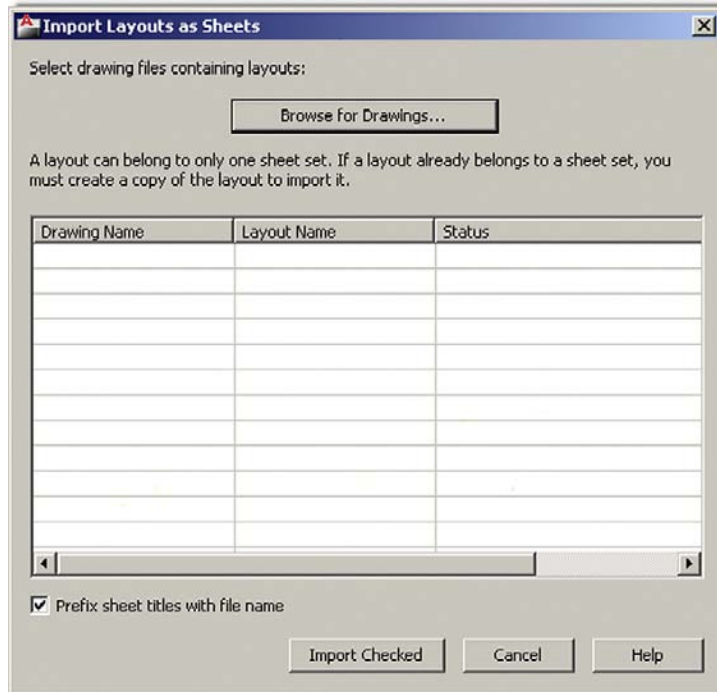 Import Layouts as Sheets
Select drawing files containing layouts:
Browse for Drawings...
A layout can belong to only one sheet set. If a layout already belongs to a sheet set, you
must create a copy of the layout to import it.
Drawing Name Layout Name Status
Prefix sheet titles with file name
Import Checked Cancel Help